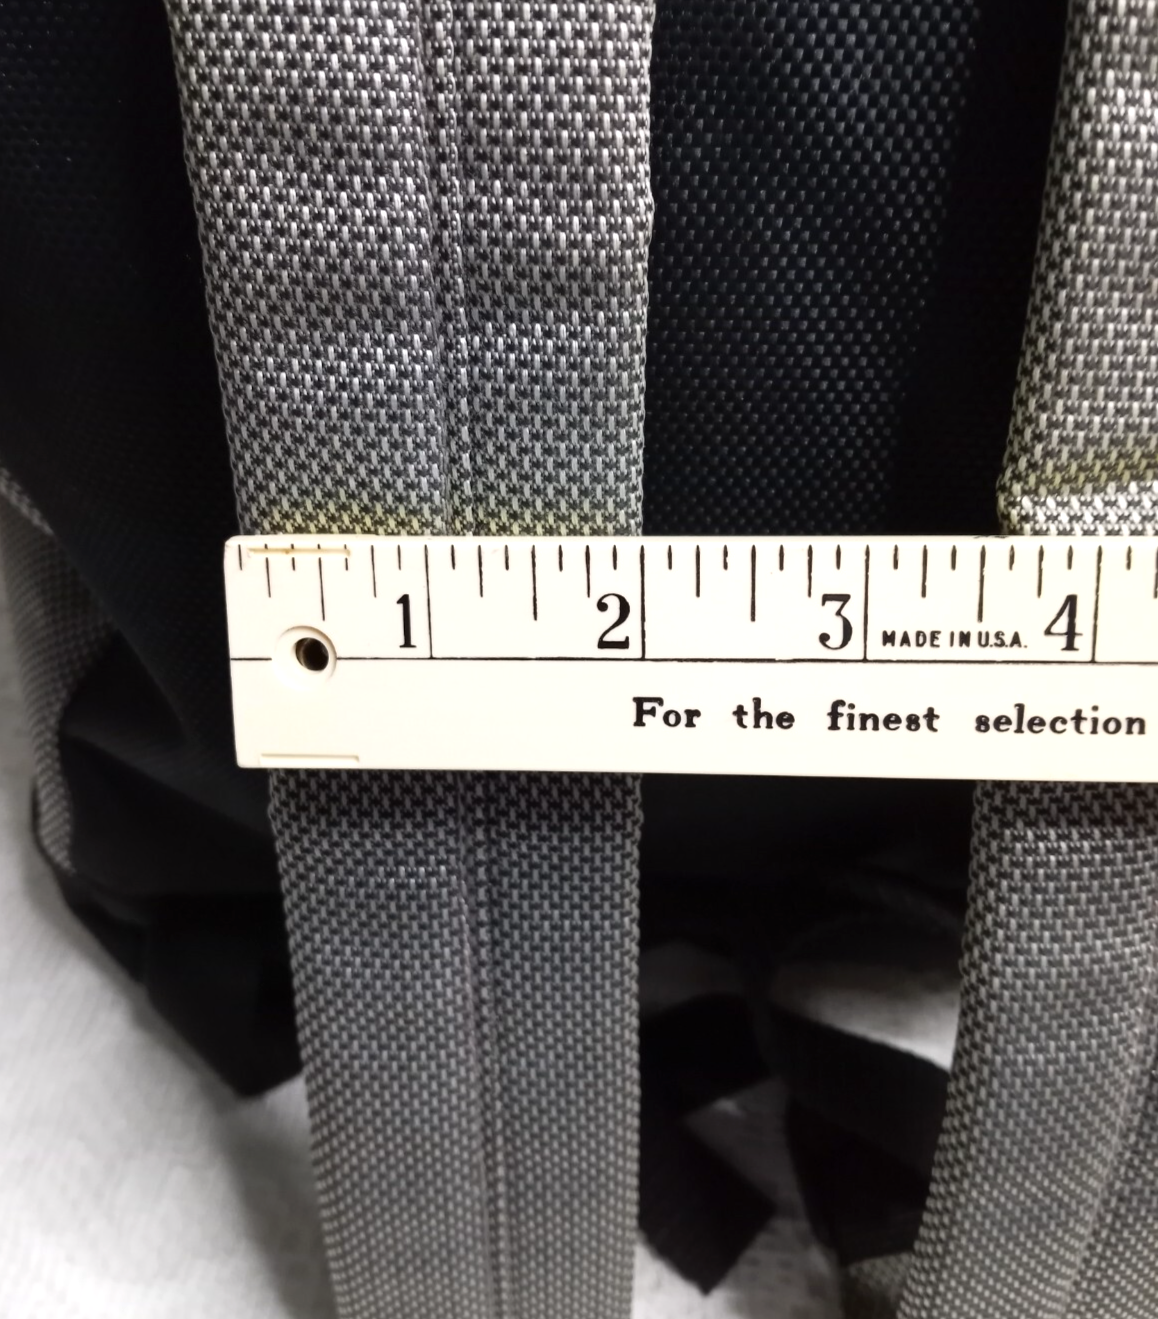 1 2 3 MADE IN U.S.A. 4
For the finest selection